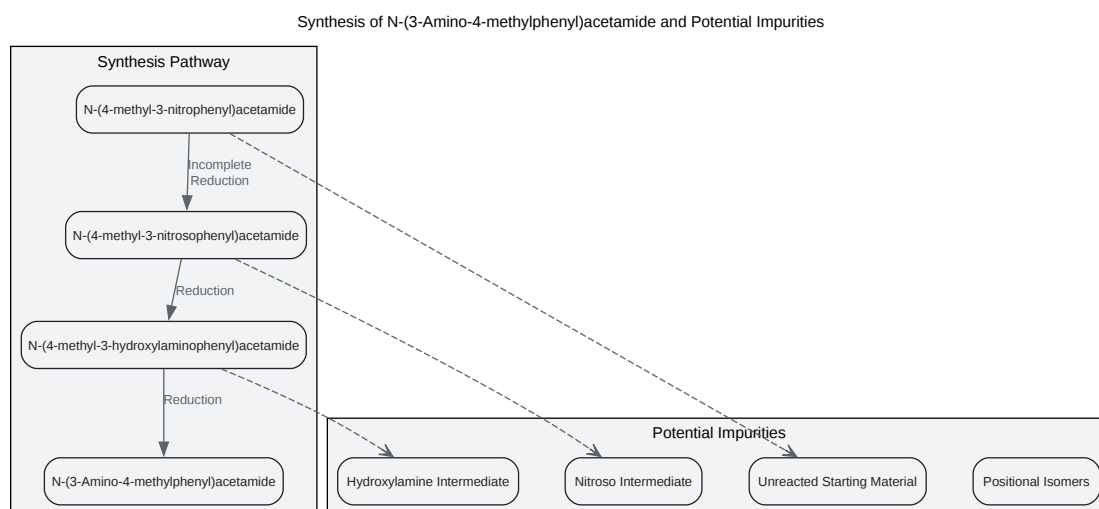 Synthesis of N-(3-Amino-4-methylphenyl)acetamide and Potential Impurities
Synthesis Pathway
N-(4-methyl-3-nitrophenyl)acetamide
Incomplete
Reduction
N-(4-methyl-3-nitrosophenyl)acetamide
Reduction
N-(4-methyl-3-hydroxylaminophenyl)acetamide
Reduction
N-(3-Amino-4-methylphenyl)acetamide
Potential Impurities
Hydroxylamine Intermediate
Nitroso Intermediate
Unreacted Starting Material
Positional Isomers